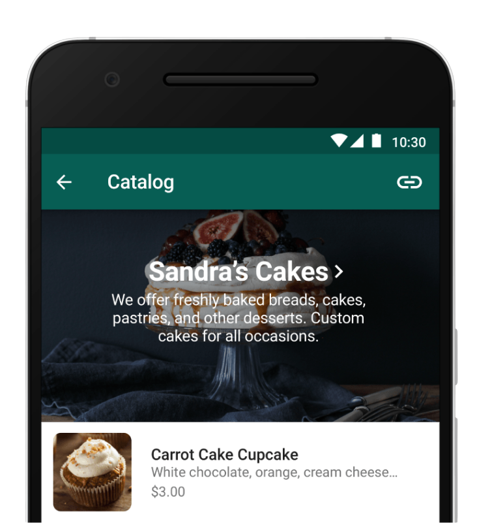 10:30
Catalog
Sandra's Cakes
We offer freshly baked breads, cakes,
pastries, and other desserts. Custom
cakes for all occasions.
Carrot Cake Cupcake
White chocolate, orange, cream cheese...
$3.00